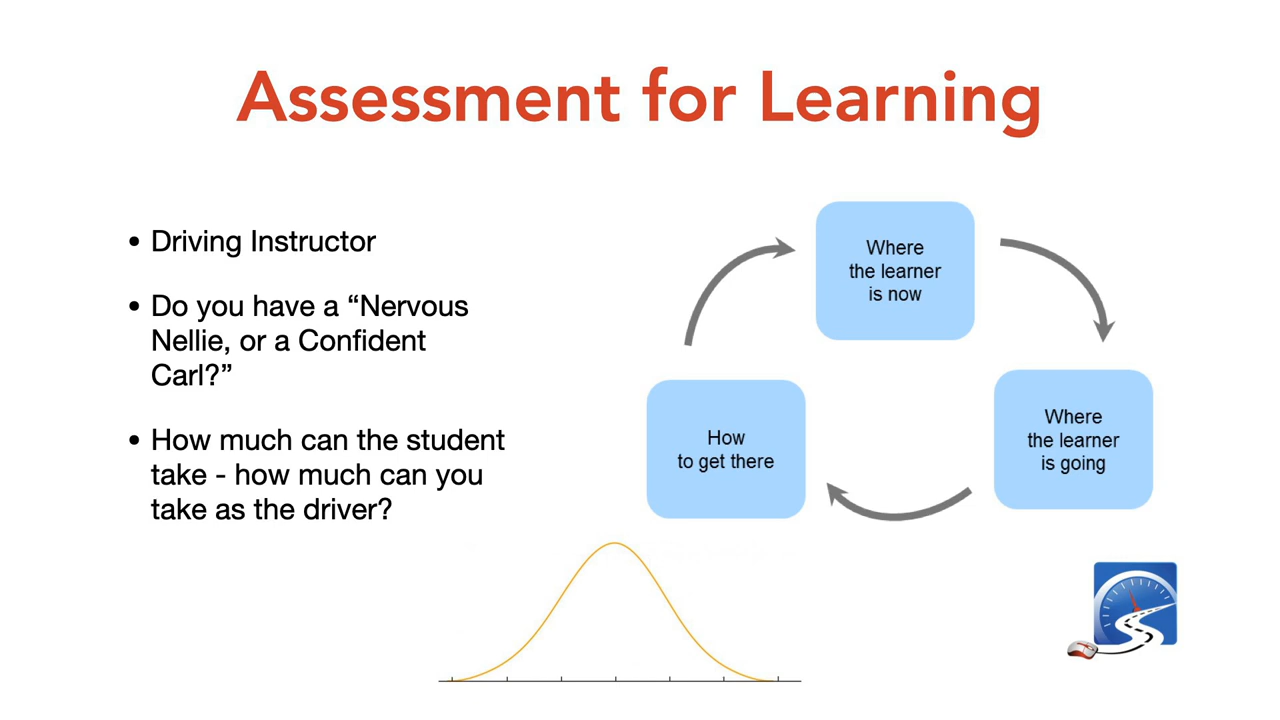 Assessment for Learning
• Driving Instructor
• Do you have a “Nervous
Nellie, or a Confident
Carl?”
• How much can the student
take - how much can you
take as the driver?
Where
the learner
is now
Where
the learner
is going
How
to get there